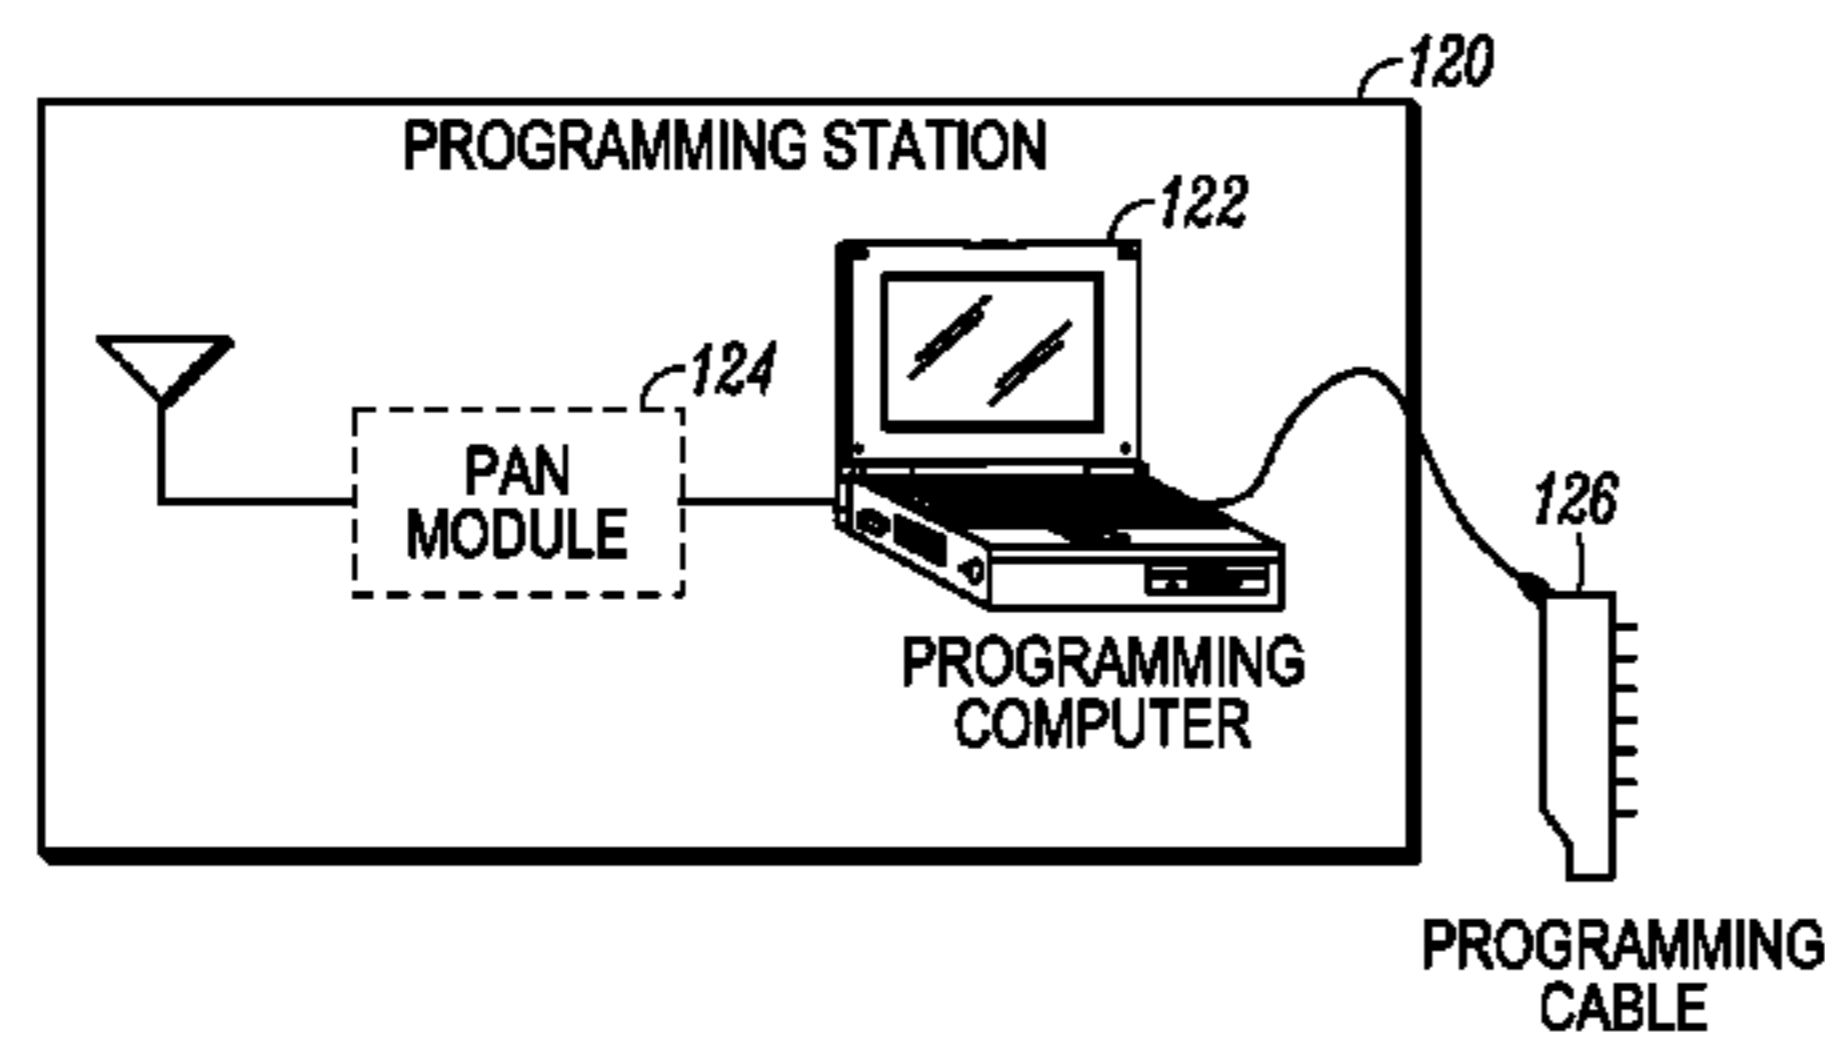 120
PROGRAMMING STATION
122
124
PAN
MODULE
126
PROGRAMMING
COMPUTER
PROGRAMMING
CABLE